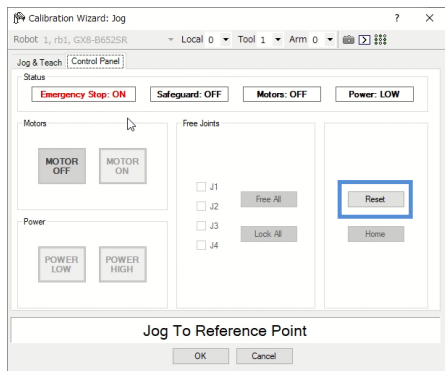 Calibration Wizard: Jog ? ×
Robot 1, rb1, GX8-B652SR Local 0 Tool 1 Arm 0
Jog & Teach Control Panel
Status
Emergency Stop: ON Safeguard: OFF Motors: OFF Power: LOW
Motors
MOTOR OFF
MOTOR ON
Free Joints
J1
J2
J3
J4
Free All
Lock All
Reset
Home
Power
POWER LOW
POWER HIGH
Jog To Reference Point
OK Cancel